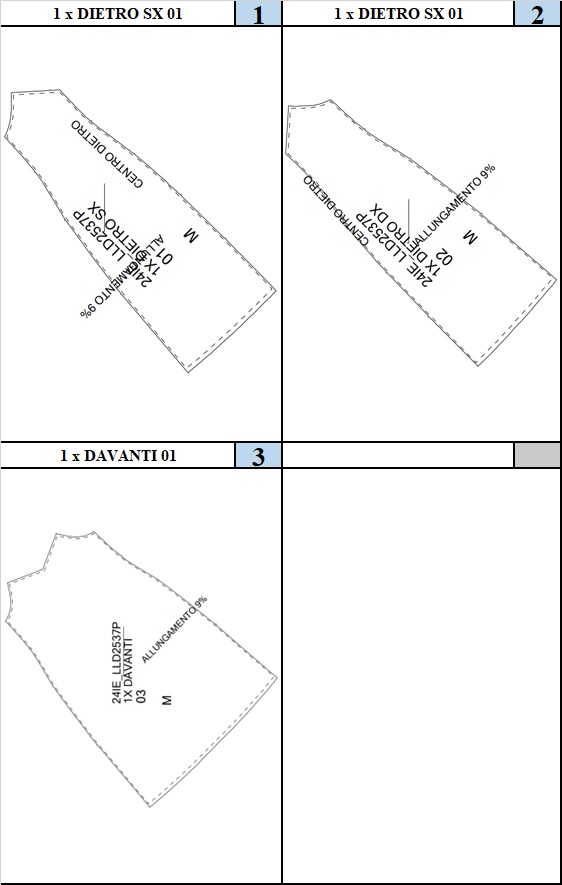 1 x DIETRO SX 01
1
1 x DIETRO SX 01
2
CENTRO DIETRO
24IE_LLD2537P
1X DIETRO SX
01
M
ALLUNGAMENTO 9%
CENTRO DIETRO
24IE_LLD2537P
1X DIETRO DX
02
M
ALLUNGAMENTO 9%
1 x DAVANTI 01
3
24IE_LLD2537P
1X DAVANTI
03
M
ALLUNGAMENTO 9%